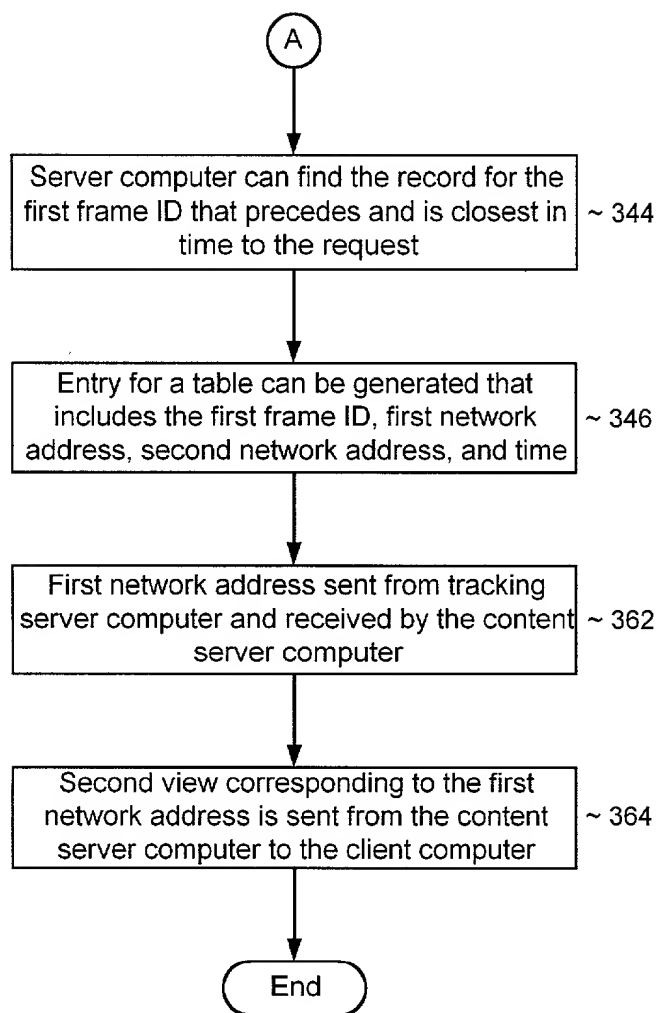 A
Server computer can find the record for the
first frame ID that precedes and is closest in
time to the request
~ 344
Entry for a table can be generated that
includes the first frame ID, first network
address, second network address, and time
~ 346
First network address sent from tracking
server computer and received by the content
server computer
~ 362
Second view corresponding to the first
network address is sent from the content
server computer to the client computer
~ 364
End